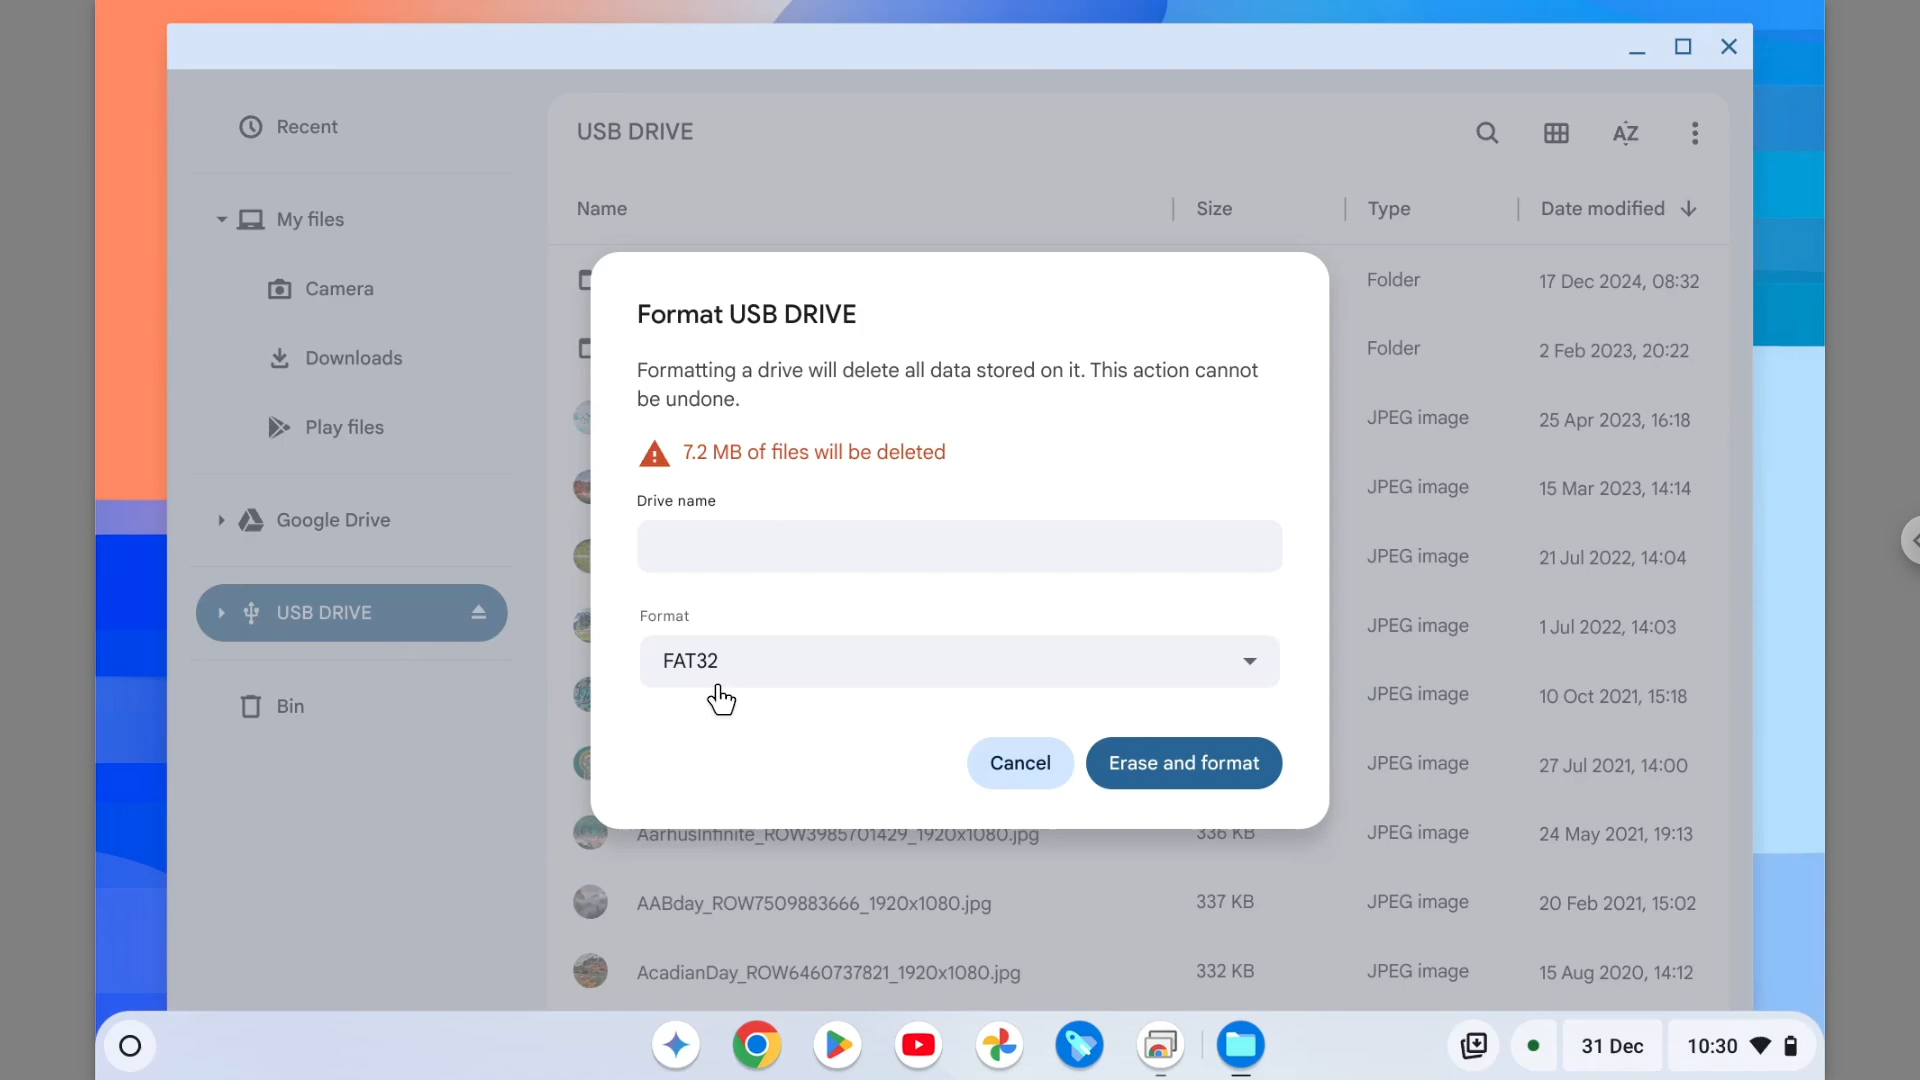 Recent
USB DRIVE
Name
Size
Type
Date modified
My files
Camera
Downloads
Play files
Google Drive
USB DRIVE
Bin
Folder
17 Dec 2024, 08:32
Folder
2 Feb 2023, 20:22
JPEG image
25 Apr 2023, 16:18
JPEG image
15 Mar 2023, 14:14
JPEG image
21 Jul 2022, 14:04
JPEG image
1 Jul 2022, 14:03
JPEG image
10 Oct 2021, 15:18
JPEG image
27 Jul 2021, 14:00
Format USB DRIVE
Formatting a drive will delete all data stored on it. This action cannot
be undone.
7.2 MB of files will be deleted
Drive name
Format
FAT32
Cancel
Erase and format
AarhusInfinite_ROW3985701429_1920x1080.jpg
336 KB
JPEG image
24 May 2021, 19:13
AABday_ROW7509883666_1920x1080.jpg
337 KB
JPEG image
20 Feb 2021, 15:02
AcadianDay_ROW6460737821_1920x1080.jpg
332 KB
JPEG image
15 Aug 2020, 14:12
31 Dec
10:30